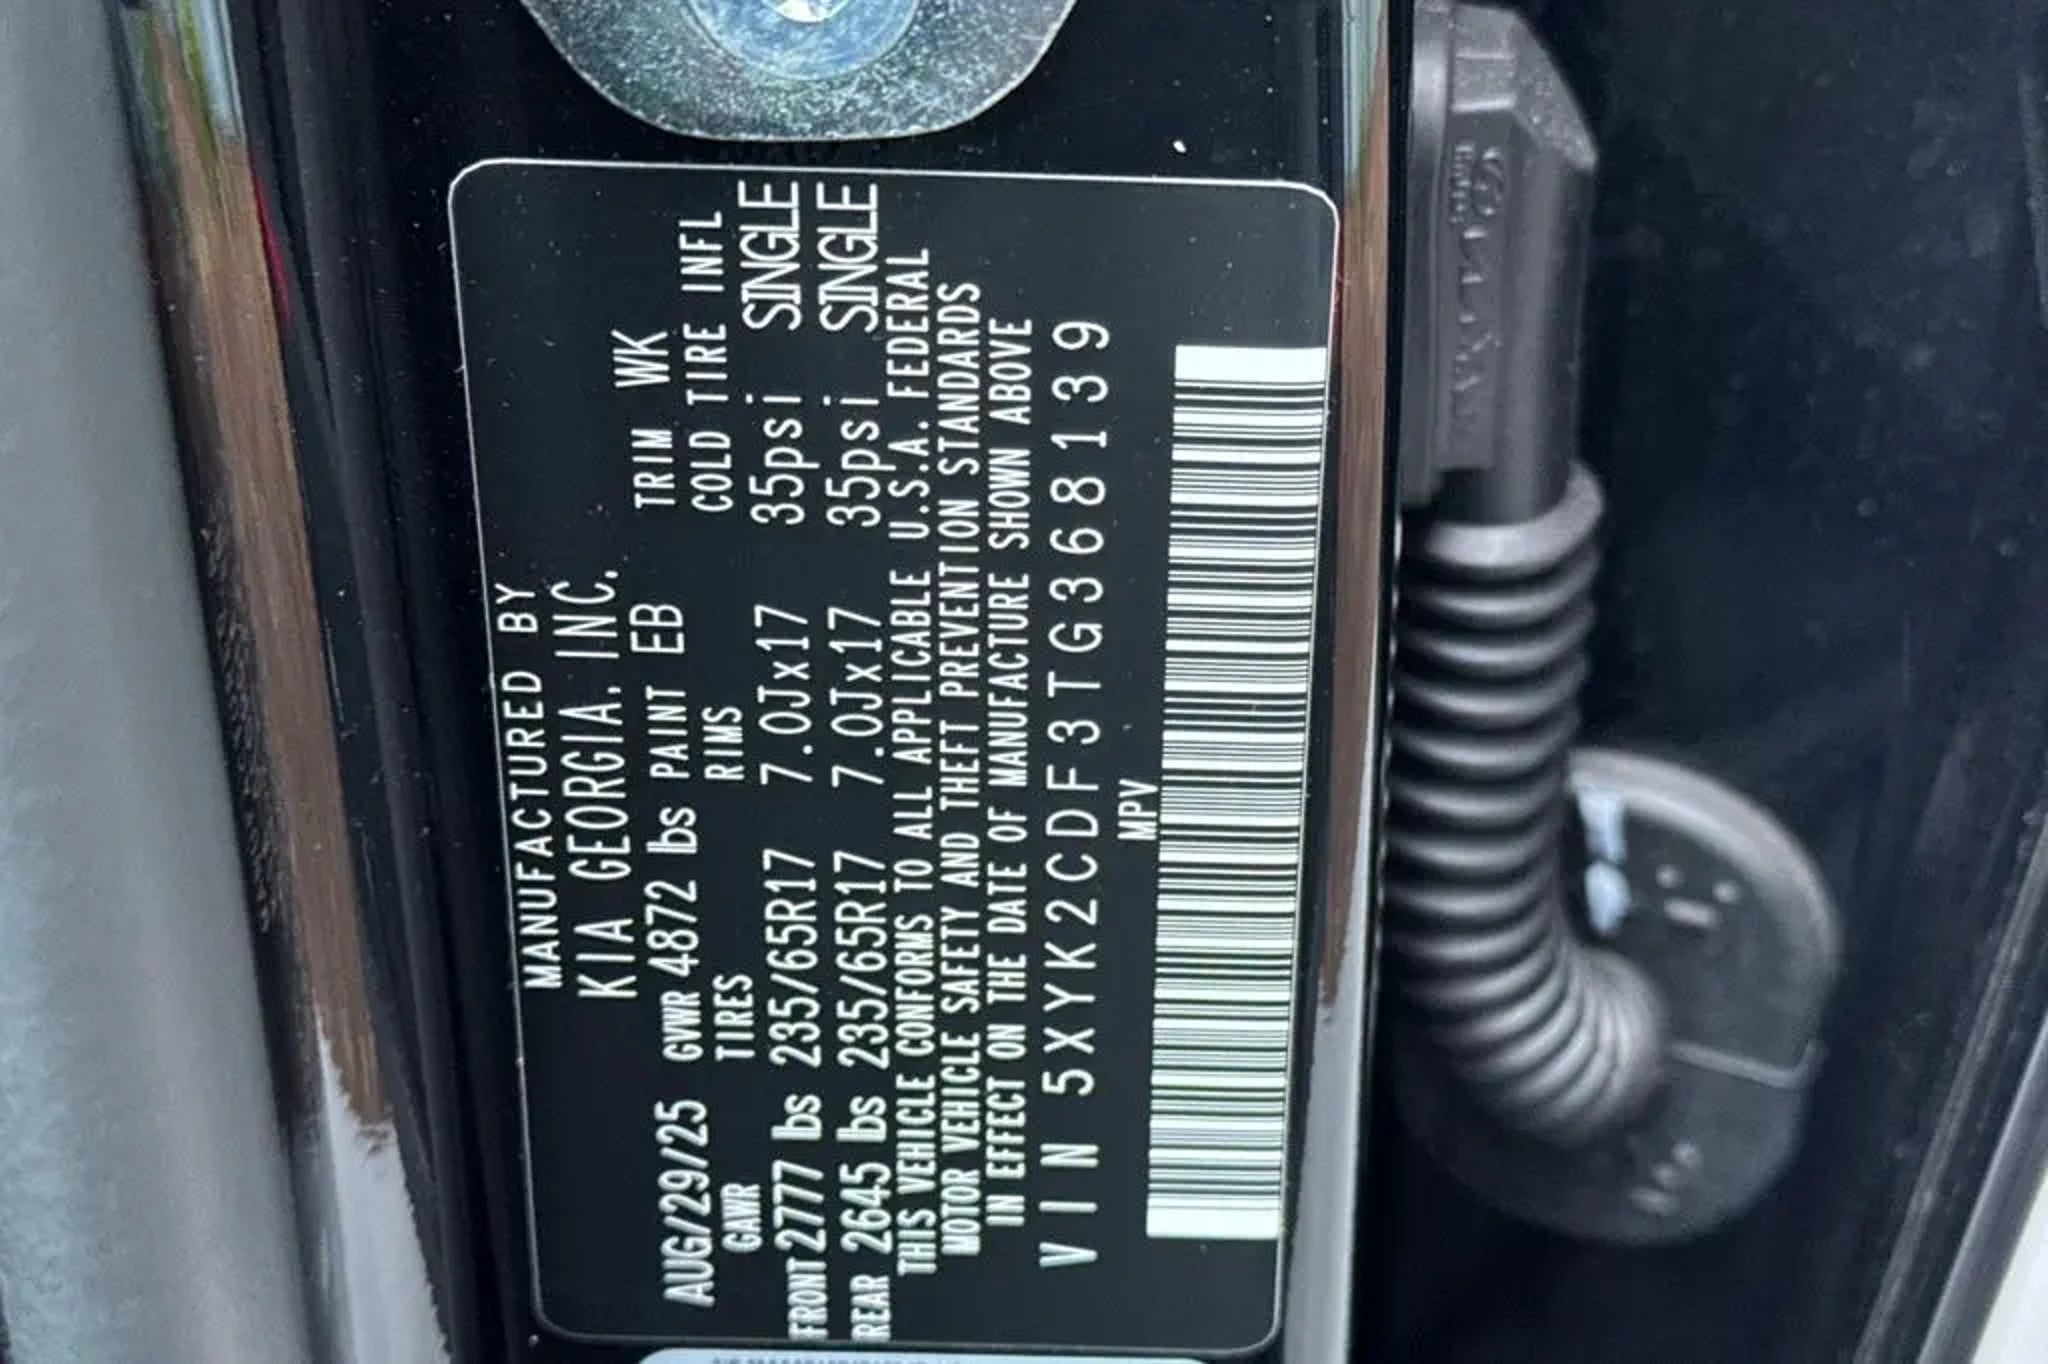 MANUFACTURED BY
KIA GEORGIA, INC.
AUG/29/25 GVWR 4872 lbs PAINT EB TRIM WK
GAWR TIRES RIMS COLD TIRE INFL
FRONT 2777 lbs 235/65R17 7.0Jx17 35psi SINGLE
REAR 2645 lbs 235/65R17 7.0Jx17 35psi SINGLE
THIS VEHICLE CONFORMS TO ALL APPLICABLE U.S.A. FEDERAL
MOTOR VEHICLE SAFETY AND THEFT PREVENTION STANDARDS
IN EFFECT ON THE DATE OF MANUFACTURE SHOWN ABOVE
VIN 5XYK2CDF3TG368139
MPV